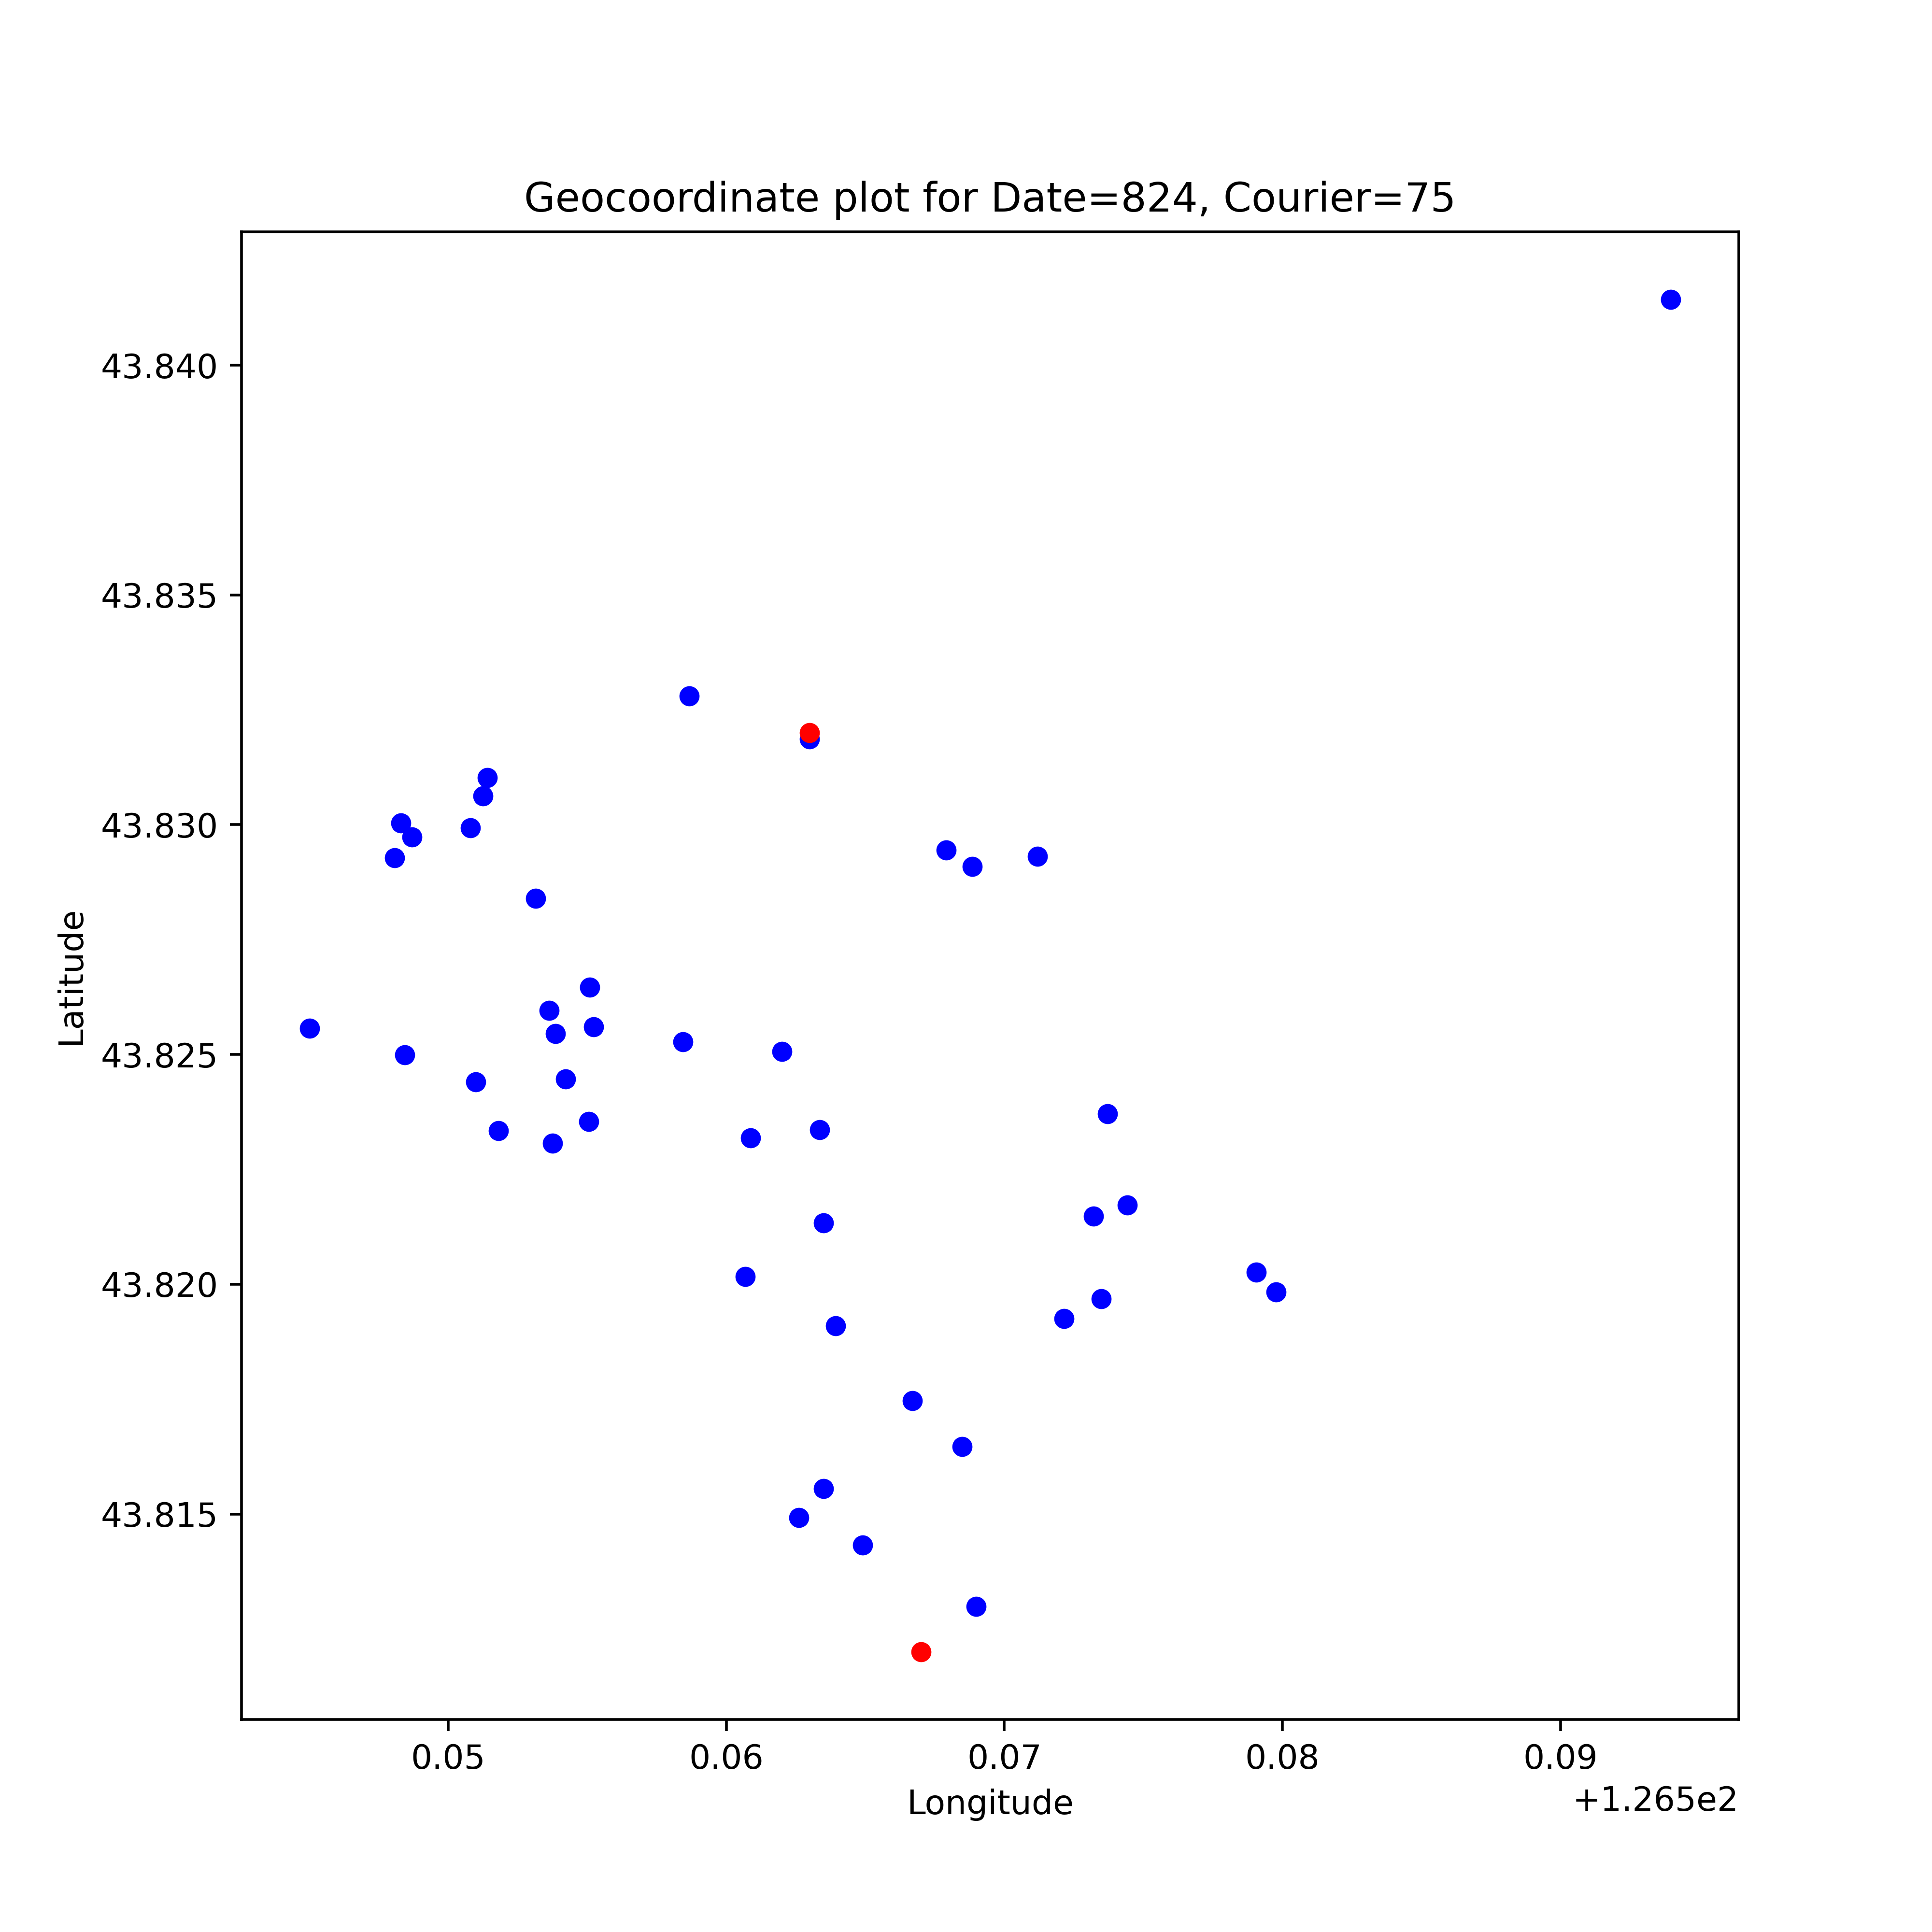 Geocoordinate plot for Date=824, Courier=75
43.840
43.835
43.830
43.825
43.820
43.815
Latitude
0.05 0.06 0.07 0.08 0.09
Longitude
+1.265e2